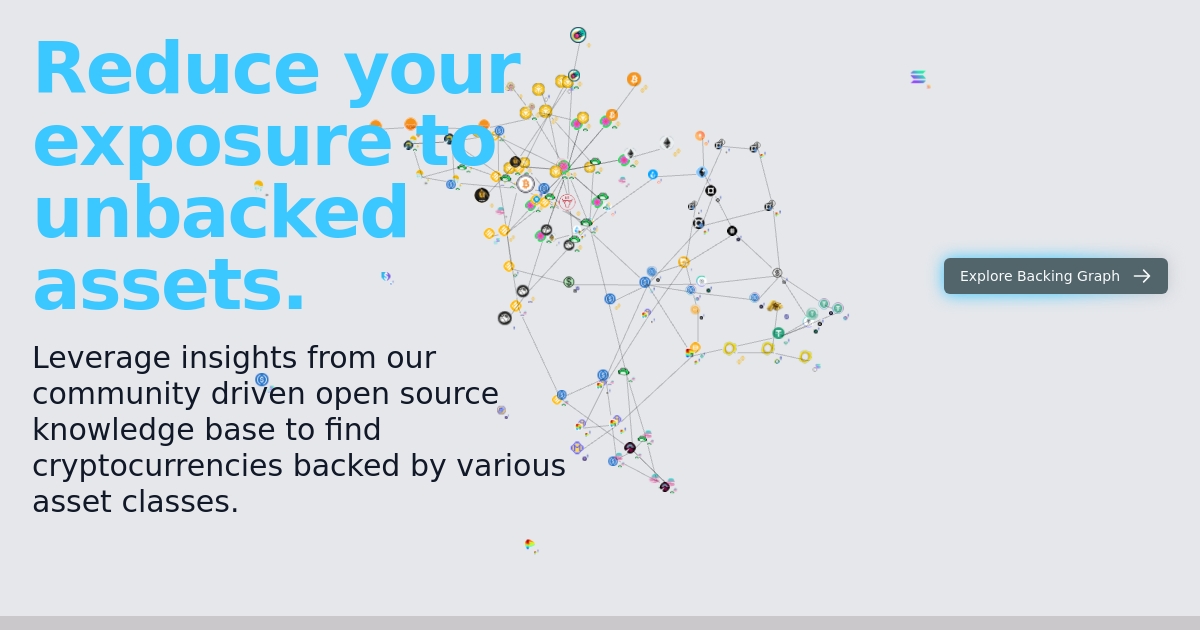 Reduce your
exposure to
unbacked
assets.
Leverage insights from our
community driven open source
knowledge base to find
cryptocurrencies backed by various
asset classes.
Explore Backing Graph